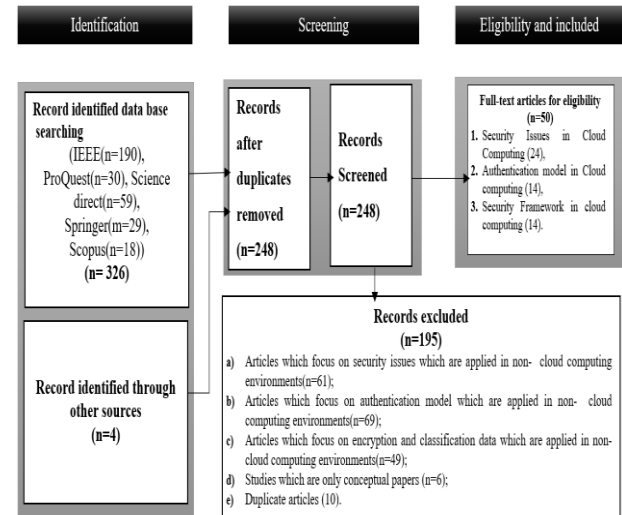 Identification
Screening
Eligibility and included
Record identified data base
searching
(IEEE(n=190),
ProQuest(n=30), Science
direct(n=59),
Springer(m=29),
Scopus(n=18))
(n= 326)
Record identified through
other sources
(n=4)
Records
after
duplicates
removed
(n=248)
Records
Screened
(n=248)
Full-text articles for eligibility
(n=50)
1. Security Issues in Cloud
Computing (24),
2. Authentication model in Cloud
computing (14),
3. Security Framework in cloud
computing (14).
Records excluded
(n=195)
a) Articles which focus on security issues which are applied in non- cloud computing
environments(n=61);
b) Articles which focus on authentication model which are applied in non- cloud
computing environments(n=69);
c) Articles which focus on encryption and classification data which are applied in non-
cloud computing environments(n=49);
d) Studies which are only conceptual papers (n=6);
e) Duplicate articles (10).